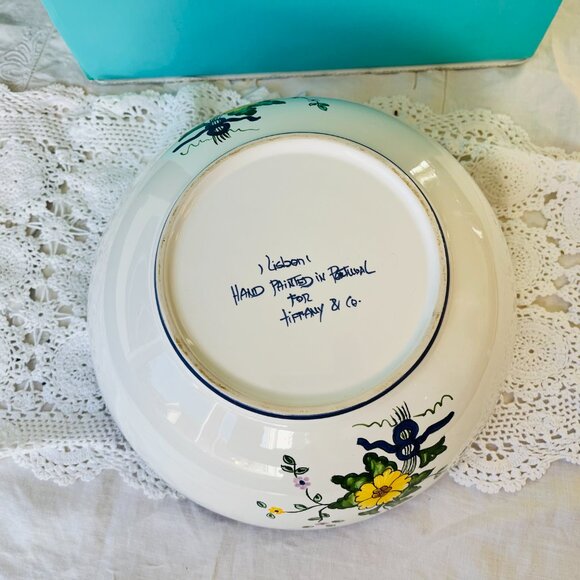 "Lisbon"
HAND PAINTED IN PORTUGAL
FOR
TIFFANY & Co.